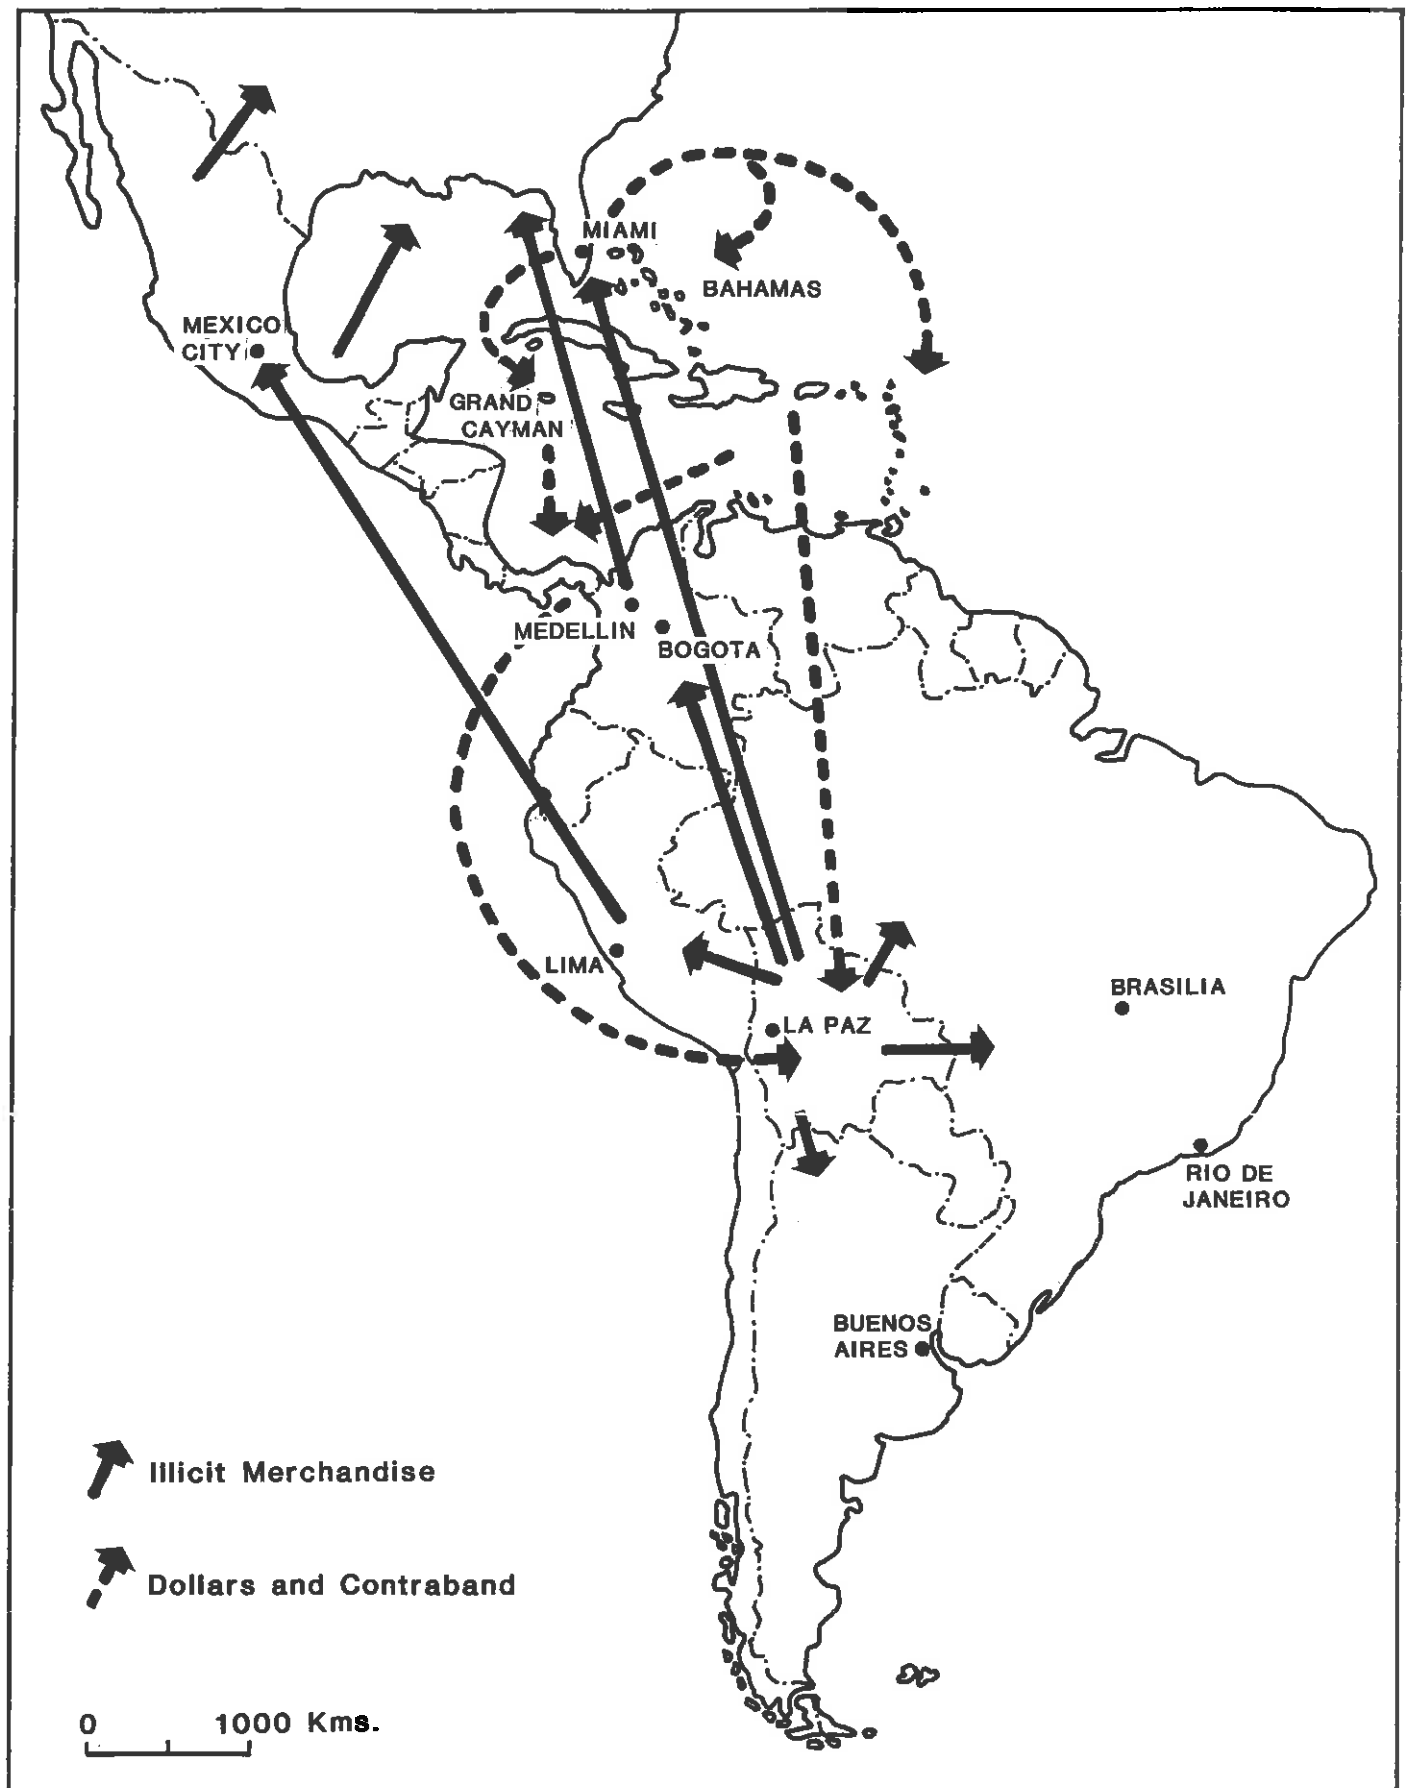 MIAMI
BAHAMAS
MEXICO
CITY
GRAND
CAYMAN
MEDELLIN
BOGOTA
LIMA
LA PAZ
BRASILIA
RIO DE
JANEIRO
BUENOS
AIRES
Illicit Merchandise
Dollars and Contraband
0 1000 Kms.